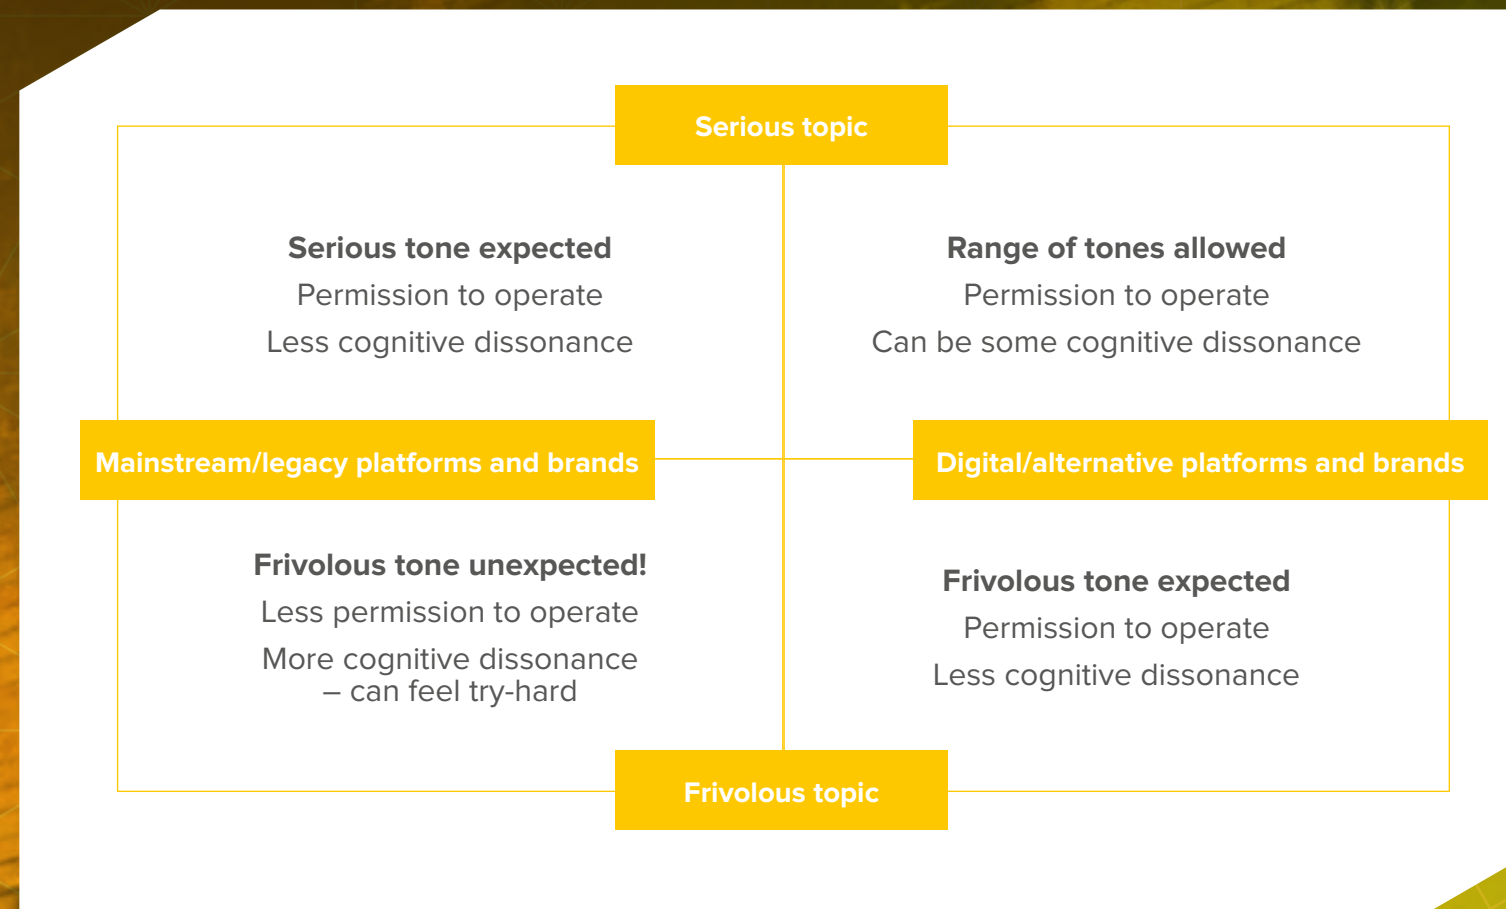 Serious topic
Serious tone expected
Permission to operate
Less cognitive dissonance
Range of tones allowed
Permission to operate
Can be some cognitive dissonance
Mainstream/legacy platforms and brands
Digital/alternative platforms and brands
Frivolous tone unexpected!
Less permission to operate
More cognitive dissonance
– can feel try-hard
Frivolous tone expected
Permission to operate
Less cognitive dissonance
Frivolous topic